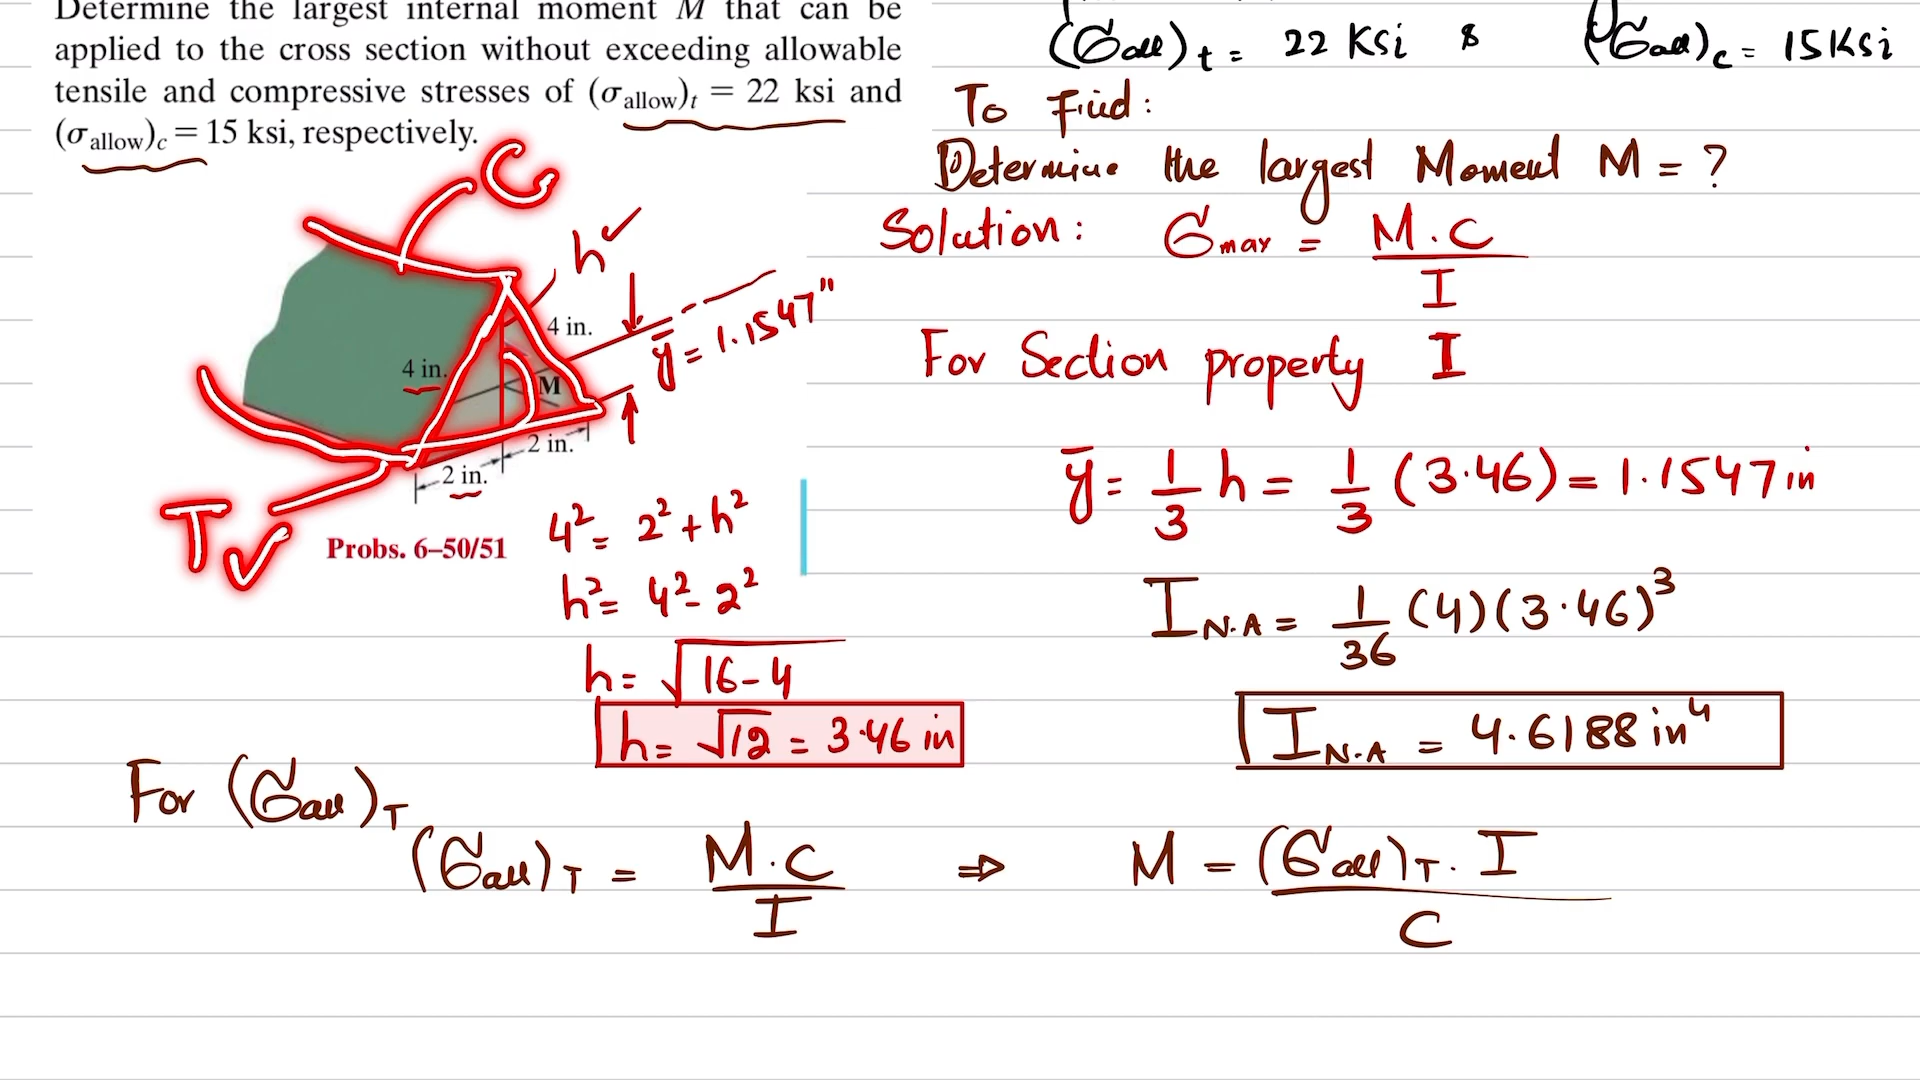 Determine the largest internal moment M that can be
applied to the cross section without exceeding allowable
tensile and compressive stresses of (σallow)t = 22 ksi and
(σallow)c = 15 ksi, respectively.
C
h ✓
4 in.
ȳ = 1.1547"
4 in.
M
2 in.
2 in.
T ✓
Probs. 6–50/51
4² = 2² + h²
h² = 4² - 2²
h = √16-4
h = √12 = 3.46 in
(σall)t = 22 Ksi & (σall)c = 15 Ksi
To Find:
Determine the largest Moment M = ?
Solution: σmax = M.C / I
For Section property I
ȳ = 1/3 h = 1/3 (3.46) = 1.1547 in
I N.A = 1/36 (4)(3.46)³
I N.A = 4.6188 in⁴
For (σall)T
(σall)T = M.C / I ⇒ M = (σall)T . I / C